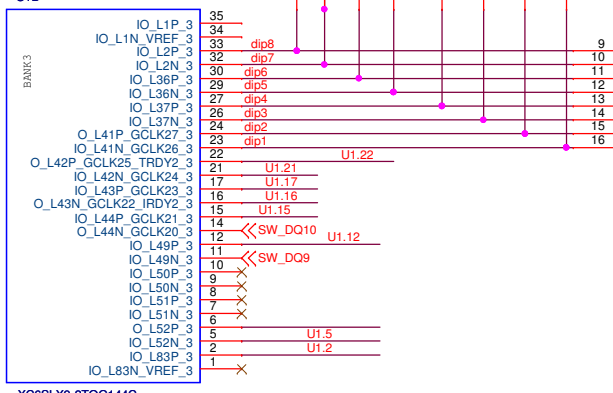 BANK3
IO_L1P_3 35
IO_L1N_VREF_3 34
IO_L2P_3 33 dip8 9
IO_L2N_3 32 dip7 10
IO_L36P_3 30 dip6 11
IO_L36N_3 29 dip5 12
IO_L37P_3 27 dip4 13
IO_L37N_3 26 dip3 14
O_L41P_GCLK27_3 24 dip2 15
IO_L41N_GCLK26_3 23 dip1 16
O_L42P_GCLK25_TRDY2_3 22 U1.22
IO_L42N_GCLK24_3 21 U1.21
IO_L43P_GCLK23_3 17 U1.17
O_L43N_GCLK22_IRDY2_3 16 U1.16
IO_L44P_GCLK21_3 15 U1.15
O_L44N_GCLK20_3 14 SW_DQ10
IO_L49P_3 12 U1.12
IO_L49N_3 11 SW_DQ9
IO_L50P_3 10
IO_L50N_3 9
IO_L51P_3 8
IO_L51N_3 7
O_L52P_3 6
IO_L52N_3 5 U1.5
IO_L83P_3 2 U1.2
IO_L83N_VREF_3 1